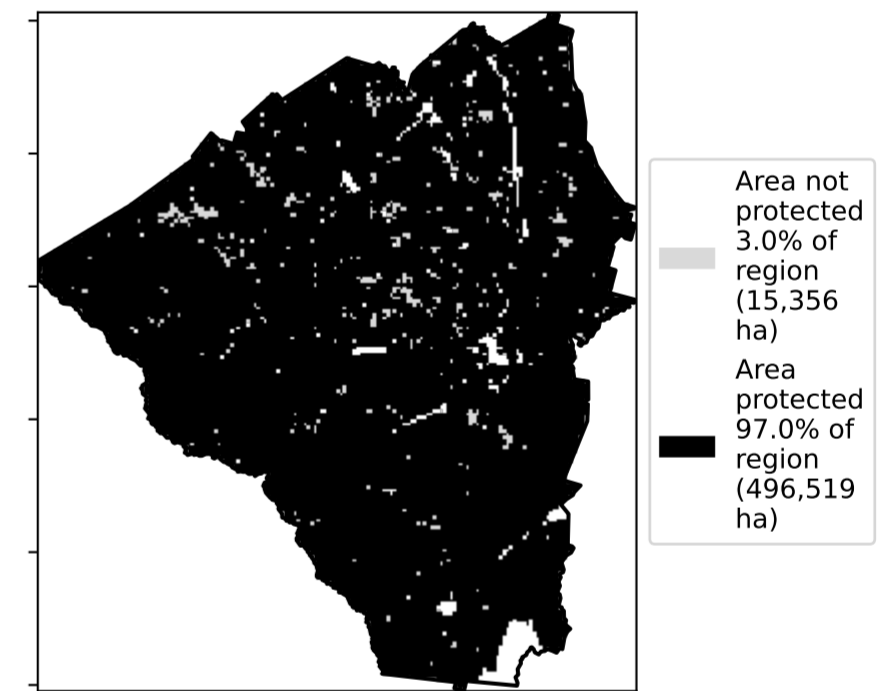 Area not
protected
3.0% of
region
(15,356
ha)
Area
protected
97.0% of
region
(496,519
ha)